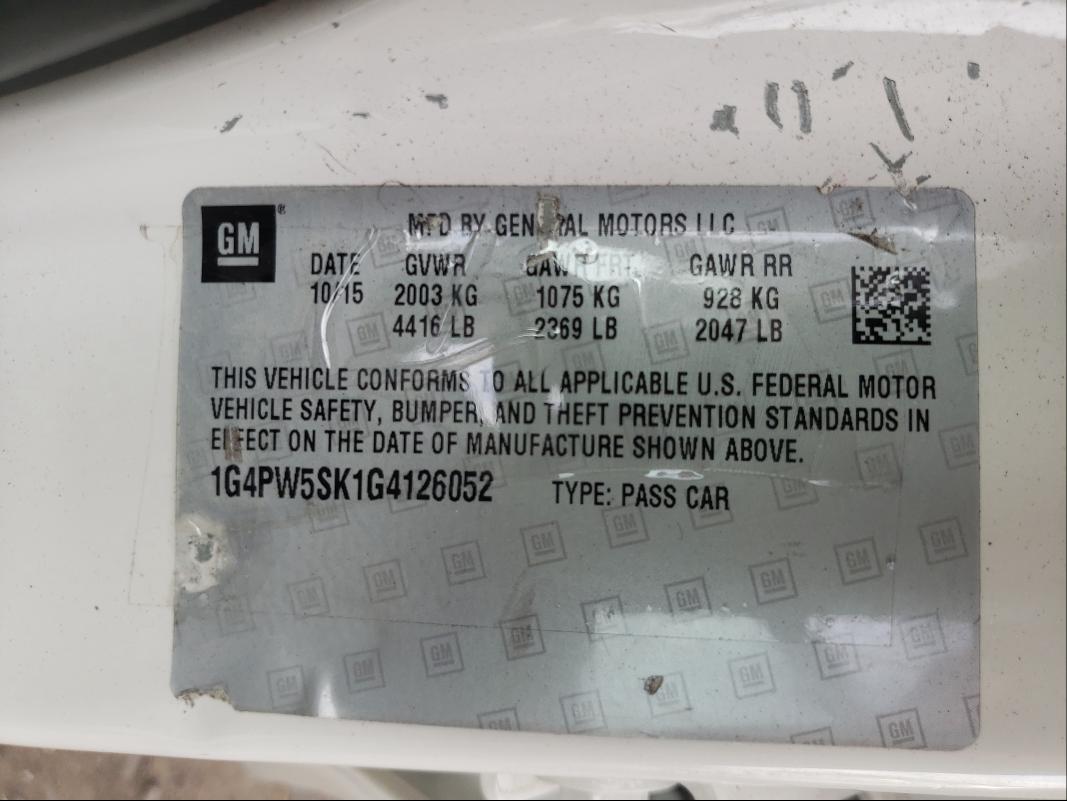 GM ®
MFD BY GENERAL MOTORS LLC
DATE GVWR GAWR FRT GAWR RR
10/15 2003 KG 1075 KG 928 KG
4416 LB 2369 LB 2047 LB
THIS VEHICLE CONFORMS TO ALL APPLICABLE U.S. FEDERAL MOTOR
VEHICLE SAFETY, BUMPER, AND THEFT PREVENTION STANDARDS IN
EFFECT ON THE DATE OF MANUFACTURE SHOWN ABOVE.
1G4PW5SK1G4126052 TYPE: PASS CAR